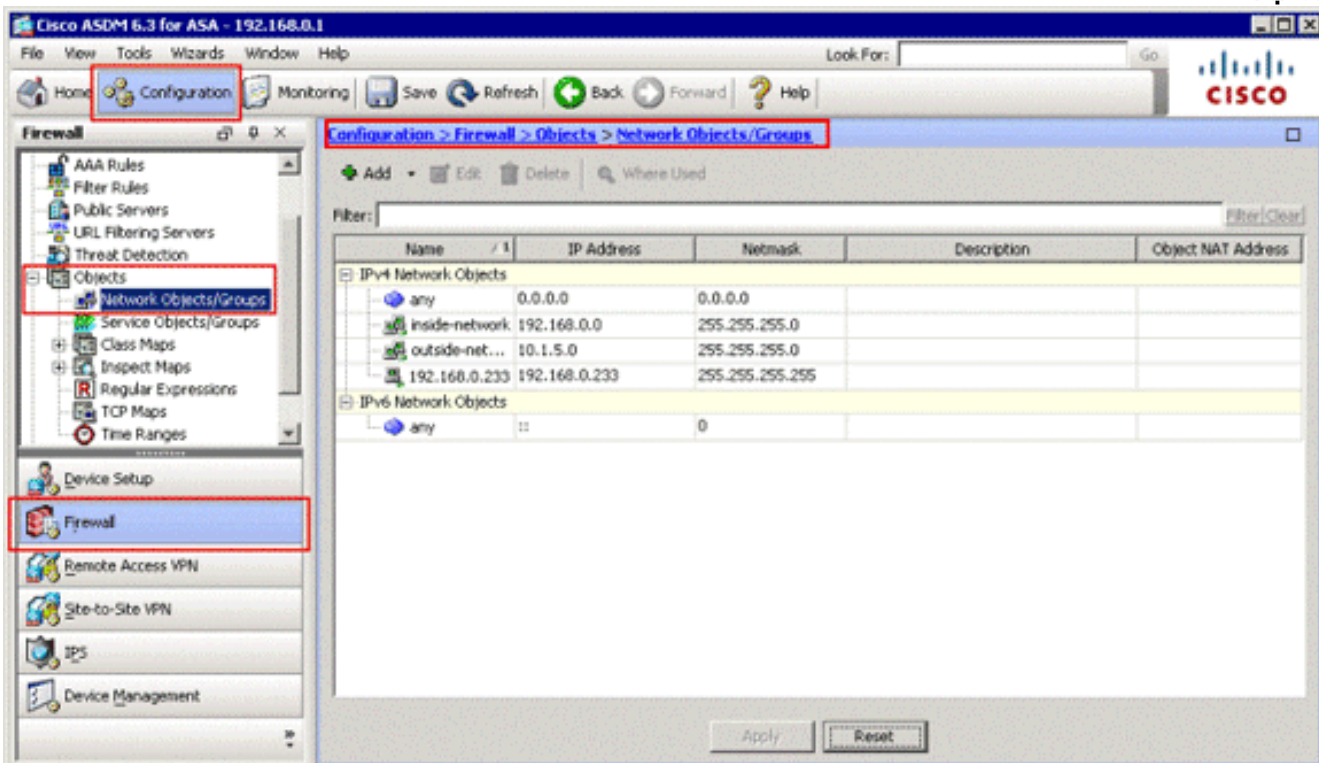 Cisco ASDM 6.3 for ASA - 192.168.0.1
File View Tools Wizards Window Help Look For: Go
Home Configuration Monitoring Save Refresh Back Forward Help
CISCO
Firewall
AAA Rules
Filter Rules
Public Servers
URL Filtering Servers
Threat Detection
Objects
Network Objects/Groups
Service Objects/Groups
Class Maps
Inspect Maps
Regular Expressions
TCP Maps
Time Ranges
Device Setup
Firewall
Remote Access VPN
Site-to-Site VPN
IPS
Device Management
Configuration > Firewall > Objects > Network Objects/Groups
Add Edit Delete Where Used
Filter: Filter Clear
Name IP Address Netmask Description Object NAT Address
IPv4 Network Objects
any 0.0.0.0 0.0.0.0
inside-network 192.168.0.0 255.255.255.0
outside-net... 10.1.5.0 255.255.255.0
192.168.0.233 192.168.0.233 255.255.255.255
IPv6 Network Objects
any :: 0
Apply Reset